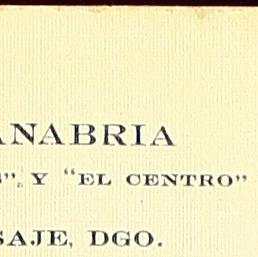 ANABRIA
". Y "EL CENTRO"
SAJE, DGO.